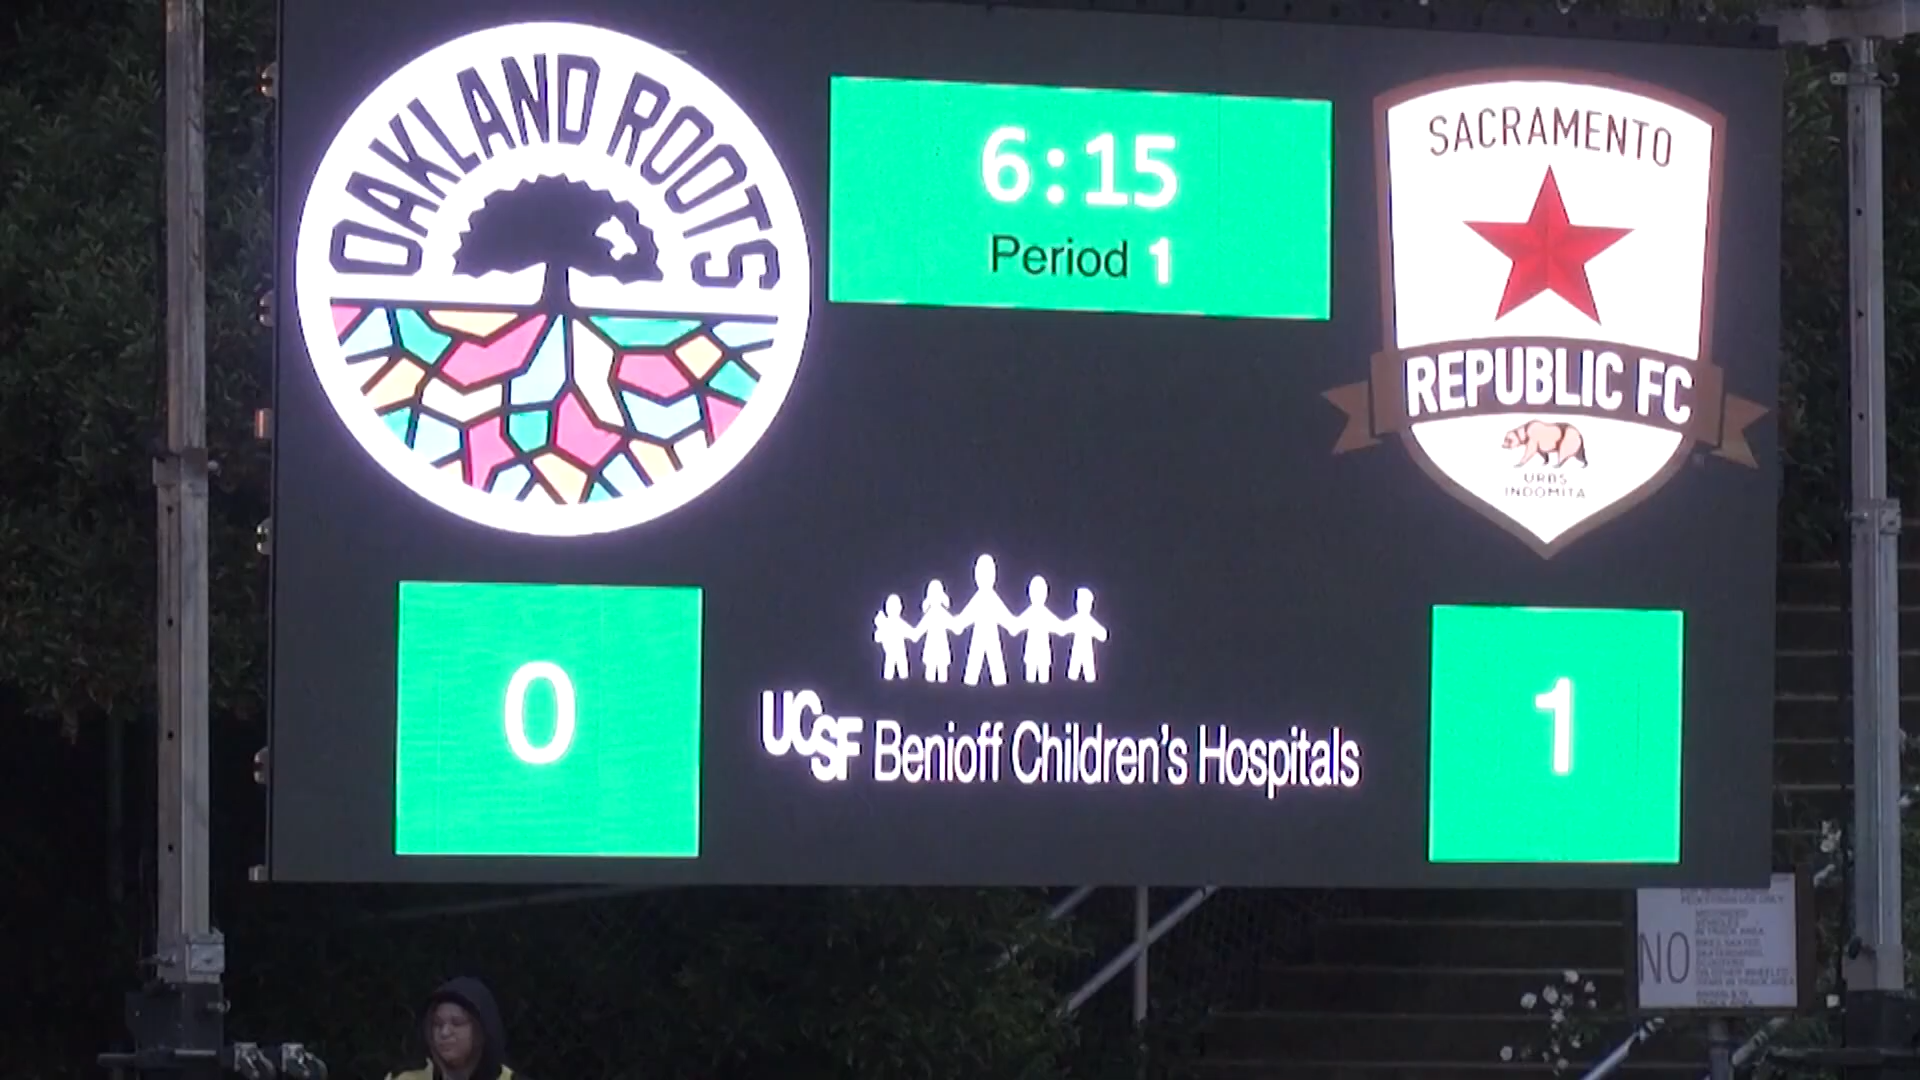 OAKLAND ROOTS
6:15
Period 1
SACRAMENTO
REPUBLIC FC
URBS
INDOMITA
0
UCSF Benioff Children's Hospitals
1
NO